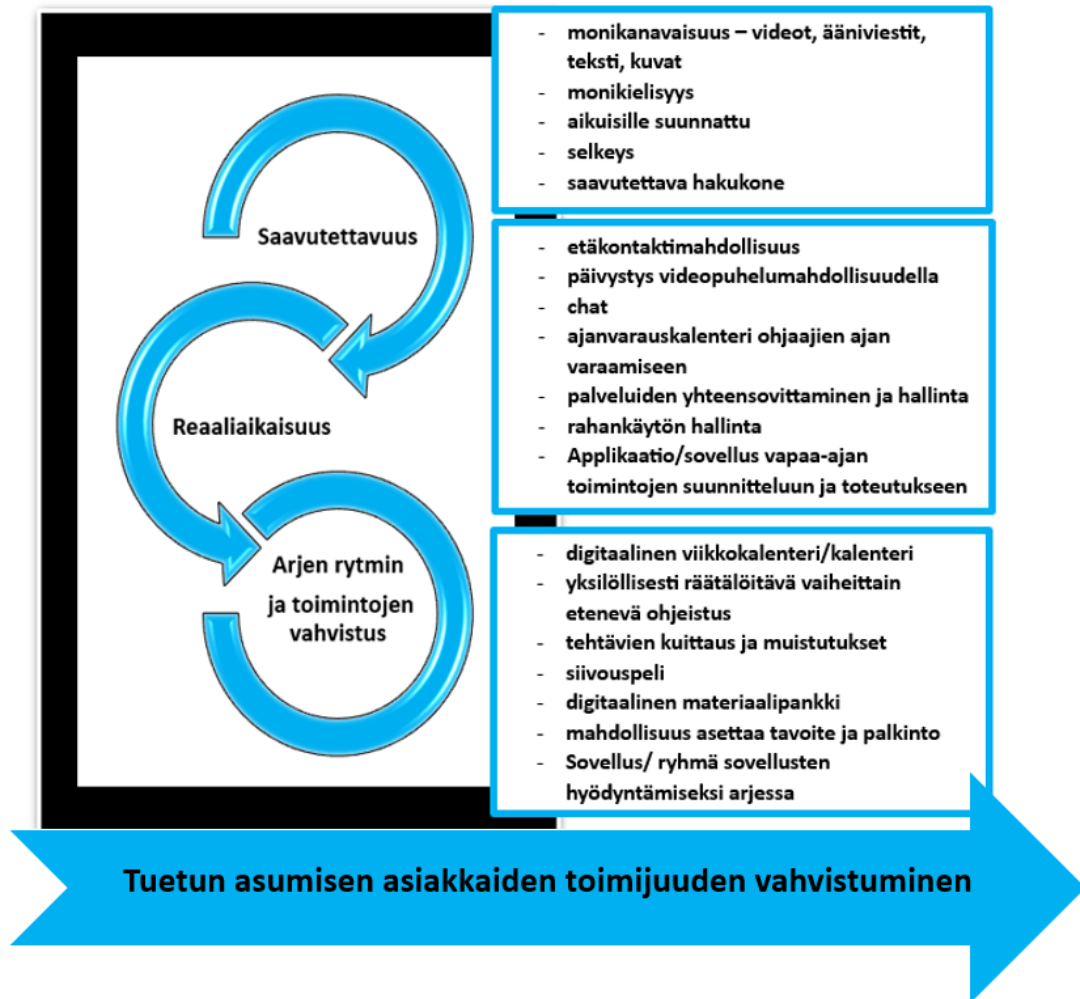 Saavutettavuus
- monikanavaisuus – videot, ääniviestit,
teksti, kuvat
- monikielisyys
- aikuisille suunnattu
- selkeys
- saavutettava hakukone
Reaaliaikaisuus
- etäkontaktimahdollisuus
- päivystys videopuhelumahdollisuudella
- chat
- ajanvarauskalenteri ohjaajien ajan
varaamiseen
- palveluiden yhteensovittaminen ja hallinta
- rahankäytön hallinta
- Applikaatio/sovellus vapaa-ajan
toimintojen suunnitteluun ja toteutukseen
Arjen rytmin
ja toimintojen
vahvistus
- digitaalinen viikkokalenteri/kalenteri
- yksilöllisesti räätälöitävä vaiheittain
etenevä ohjeistus
- tehtävien kuittaus ja muistutukset
- siivouspeli
- digitaalinen materiaalipankki
- mahdollisuus asettaa tavoite ja palkinto
- Sovellus/ ryhmä sovellusten
hyödyntämiseksi arjessa
Tuetun asumisen asiakkaiden toimijuuden vahvistuminen